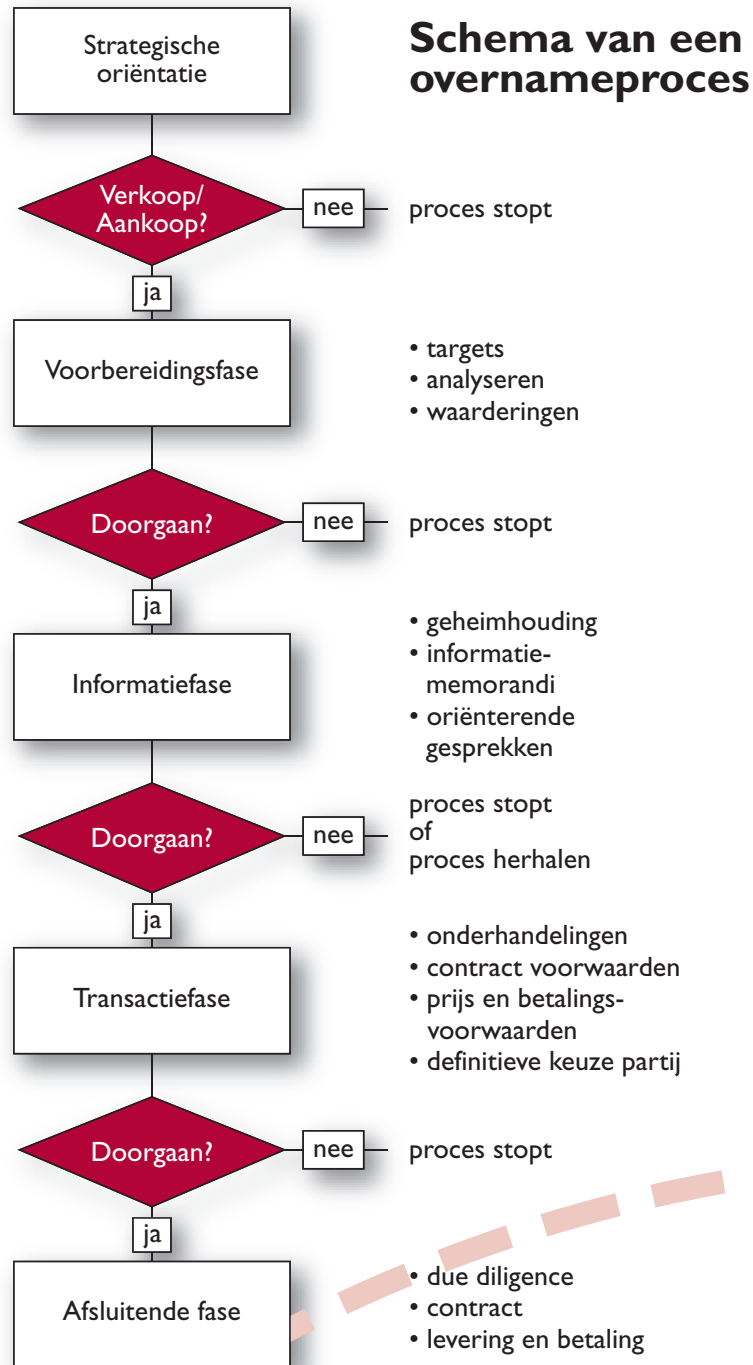 Schema van een
overnameproces
Strategische
oriëntatie
Verkoop/
Aankoop?
nee
proces stopt
ja
Voorbereidingsfase
• targets
• analyseren
• waarderingen
Doorgaan?
nee
proces stopt
ja
Informatiefase
• geheimhouding
• informatie-
memorandi
• oriënterende
gesprekken
Doorgaan?
nee
proces stopt
of
proces herhalen
ja
Transactiefase
• onderhandelingen
• contract voorwaarden
• prijs en betalings-
voorwaarden
• definitieve keuze partij
Doorgaan?
nee
proces stopt
ja
Afsluitende fase
• due diligence
• contract
• levering en betaling